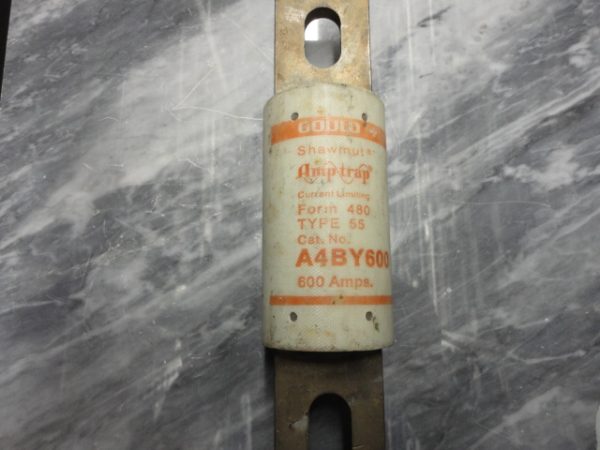 GOULD
Shawmut
Amp-trap®
Current Limiting
Form 480
TYPE 55
Cat. No.
A4BY600
600 Amps.